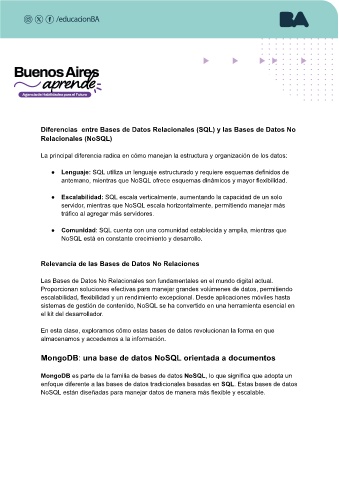 /educacionBA
BA
Buenos Aires
aprende
Agencia de Habilidades para el Futuro
Diferencias entre Bases de Datos Relacionales (SQL) y las Bases de Datos No
Relacionales (NoSQL)
La principal diferencia radica en cómo manejan la estructura y organización de los datos:
● Lenguaje: SQL utiliza un lenguaje estructurado y requiere esquemas definidos de
antemano, mientras que NoSQL ofrece esquemas dinámicos y mayor flexibilidad.
● Escalabilidad: SQL escala verticalmente, aumentando la capacidad de un solo
servidor, mientras que NoSQL escala horizontalmente, permitiendo manejar más
tráfico al agregar más servidores.
● Comunidad: SQL cuenta con una comunidad establecida y amplia, mientras que
NoSQL está en constante crecimiento y desarrollo.
Relevancia de las Bases de Datos No Relaciones
Las Bases de Datos No Relacionales son fundamentales en el mundo digital actual.
Proporcionan soluciones efectivas para manejar grandes volúmenes de datos, permitiendo
escalabilidad, flexibilidad y un rendimiento excepcional. Desde aplicaciones móviles hasta
sistemas de gestión de contenido, NoSQL se ha convertido en una herramienta esencial en
el kit del desarrollador.
En esta clase, exploramos cómo estas bases de datos revolucionan la forma en que
almacenamos y accedemos a la información.
MongoDB: una base de datos NoSQL orientada a documentos
MongoDB es parte de la familia de bases de datos NoSQL, lo que significa que adopta un
enfoque diferente a las bases de datos tradicionales basadas en SQL. Estas bases de datos
NoSQL están diseñadas para manejar datos de manera más flexible y escalable.